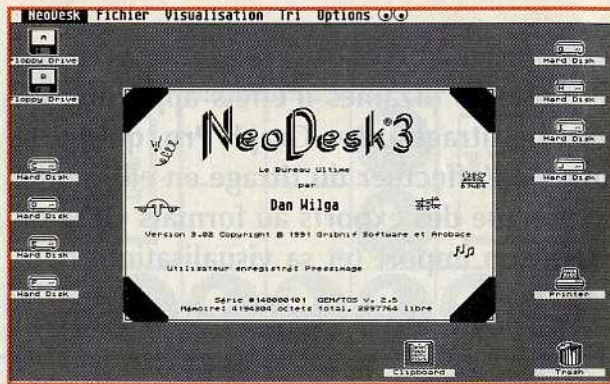 NeoDesk Fichier Visualisation Tri Options
A
Floppy Drive
B
Floppy Drive
Hard Disk
Hard Disk
Hard Disk
Hard Disk
Hard Disk
Hard Disk
Hard Disk
Hard Disk
NeoDesk®3
Le Bureau Ultime
par
Dan Wilga
Version 3.02 Copyright © 1991 Gribnif Software et Arobace
Utilisateur enregistré: Pressimage
Série #140000101 GEM/TOS v. 2.5
Mémoire: 4194304 octets total, 2897764 libre
Printer
Clipboard
Trash